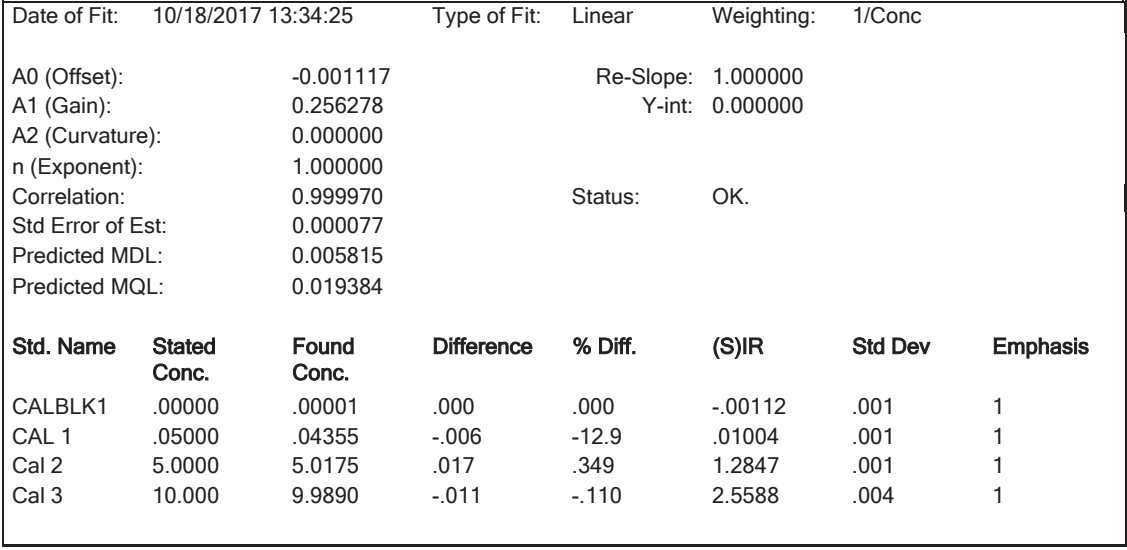 Date of Fit: 10/18/2017 13:34:25 Type of Fit: Linear Weighting: 1/Conc
A0 (Offset): -0.001117 Re-Slope: 1.000000
A1 (Gain): 0.256278 Y-int: 0.000000
A2 (Curvature): 0.000000
n (Exponent): 1.000000
Correlation: 0.999970 Status: OK.
Std Error of Est: 0.000077
Predicted MDL: 0.005815
Predicted MQL: 0.019384
Std. Name Stated Conc. Found Conc. Difference % Diff. (S)IR Std Dev Emphasis
CALBLK1 .00000 .00001 .000 .000 -.00112 .001 1
CAL 1 .05000 .04355 -.006 -12.9 .01004 .001 1
Cal 2 5.0000 5.0175 .017 .349 1.2847 .001 1
Cal 3 10.000 9.9890 -.011 -.110 2.5588 .004 1